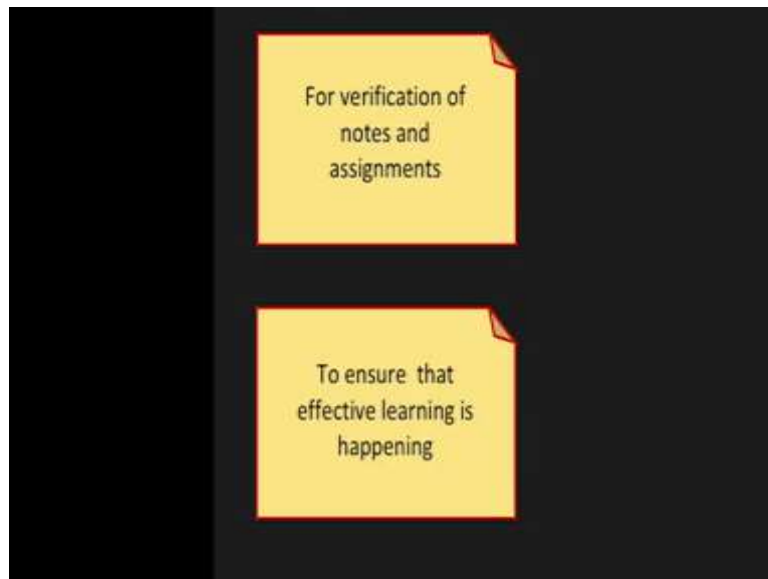 For verification of
notes and
assignments
To ensure  that
effective learning is
happening